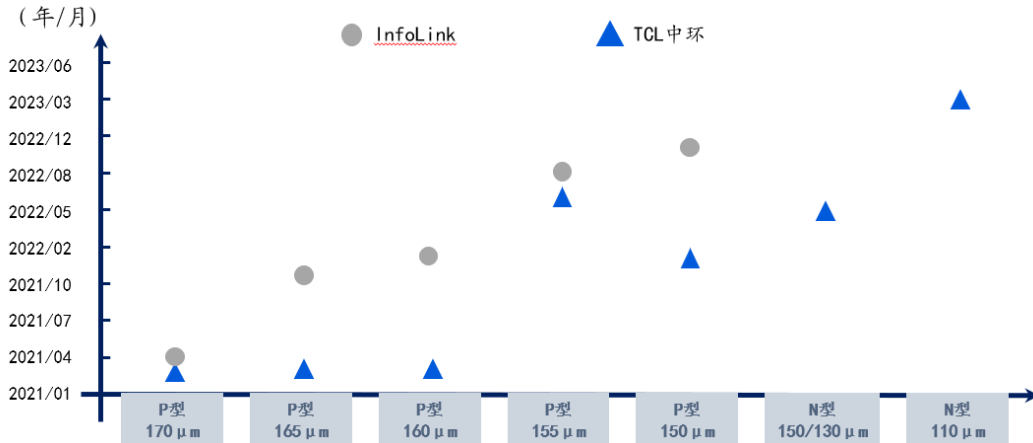 (年/月)
InfoLink
TCL中环
2023/06
2023/03
2022/12
2022/08
2022/05
2022/02
2021/10
2021/07
2021/04
2021/01
P型
170μm
P型
165μm
P型
160μm
P型
155μm
P型
150μm
N型
150/130μm
N型
110μm